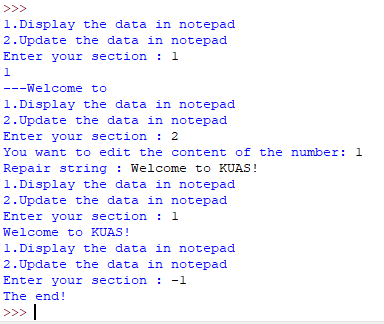 >>>
1.Display the data in notepad
2.Update the data in notepad
Enter your section : 1
1
---Welcome to
1.Display the data in notepad
2.Update the data in notepad
Enter your section : 2
You want to edit the content of the number: 1
Repair string : Welcome to KUAS!
1.Display the data in notepad
2.Update the data in notepad
Enter your section : 1
Welcome to KUAS!
1.Display the data in notepad
2.Update the data in notepad
Enter your section : -1
The end!
>>>